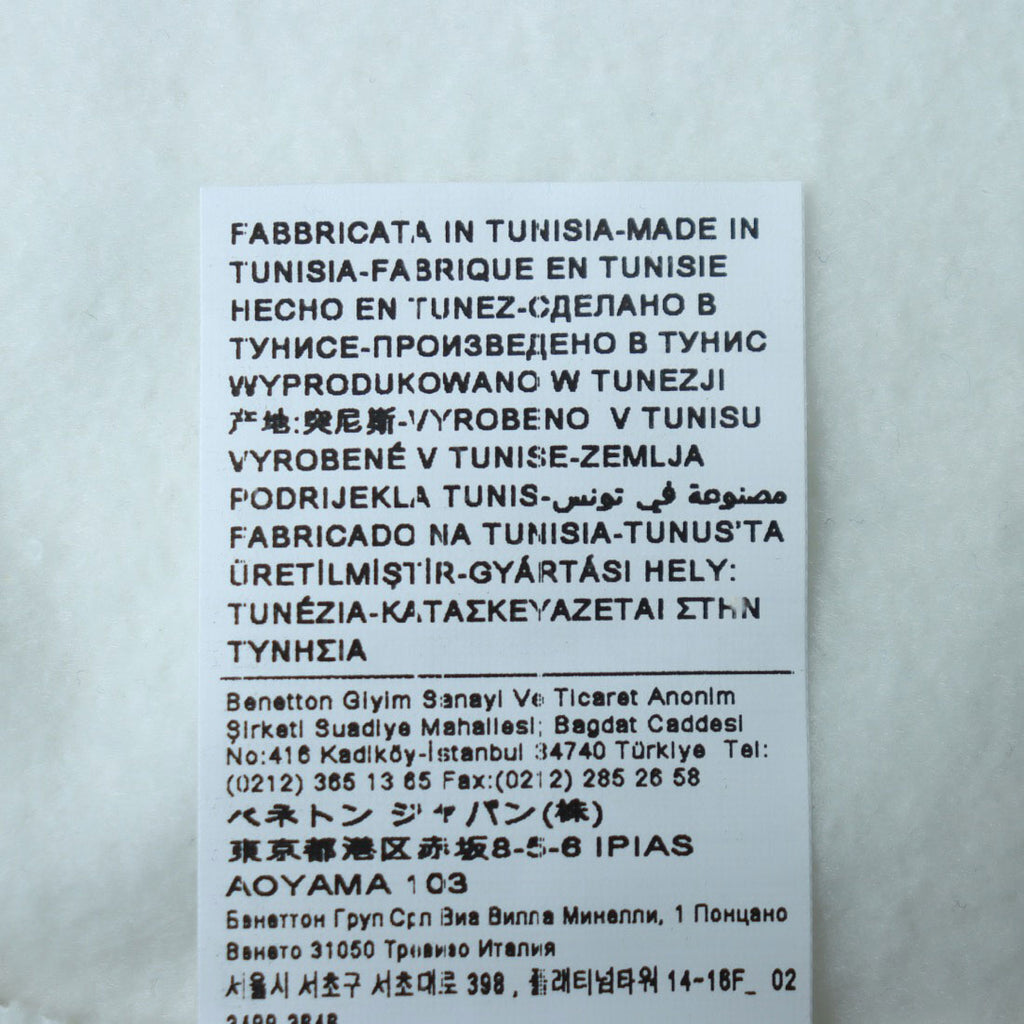 FABBRICATA IN TUNISIA-MADE IN
TUNISIA-FABRIQUE EN TUNISIE
HECHO EN TUNEZ-СДЕЛАНО В
ТУНИСЕ-ПРОИЗВЕДЕНО В ТУНИС
WYPRODUKOWANO W TUNEZJI
产地:突尼斯-VYROBENO V TUNISU
VYROBENÉ V TUNISE-ZEMLJA
PODRIJEKLA TUNIS-مصنوعة في تونس
FABRICADO NA TUNISIA-TUNUS'TA
ÜRETİLMİŞTİR-GYÁRTÁSI HELY:
TUNÉZIA-ΚΑΤΑΣΚΕΥΑΖΕΤΑΙ ΣΤΗΝ
ΤΥΝΗΣΙΑ
Benetton Giyim Sanayi Ve Ticaret Anonim
Şirketi Suadiye Mahallesi; Bagdat Caddesi
No:416 Kadiköy-İstanbul 34740 Türkiye Tel:
(0212) 365 13 65 Fax:(0212) 285 26 58
ベネトン ジャパン(株)
東京都港区赤坂8-5-6 IPIAS
AOYAMA 103
Бенеттон Груп Срл Виа Вилла Минелли, 1 Понцано
Венето 31050 Тревизо Италия
서울시 서초구 서초대로 398 , 플래티넘타워 14~16F_ 02
3499 3648